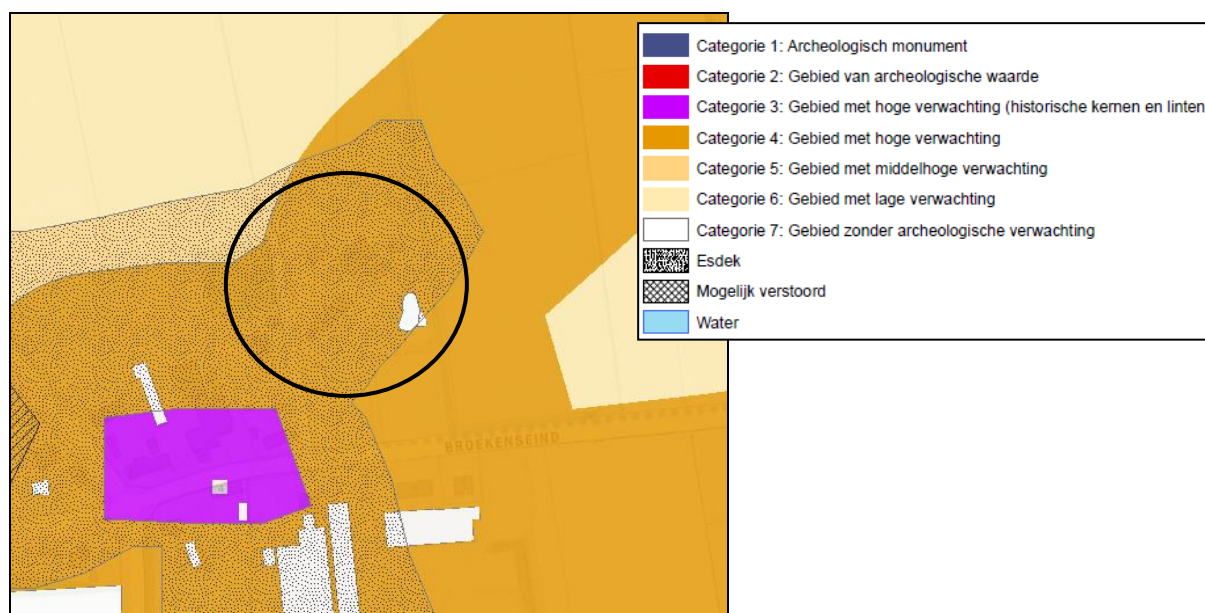 Categorie 1: Archeologisch monument
Categorie 2: Gebied van archeologische waarde
Categorie 3: Gebied met hoge verwachting (historische kernen en linten
Categorie 4: Gebied met hoge verwachting
Categorie 5: Gebied met middelhoge verwachting
Categorie 6: Gebied met lage verwachting
Categorie 7: Gebied zonder archeologische verwachting
Esdek
Mogelijk verstoord
Water
BROEKENSEIND